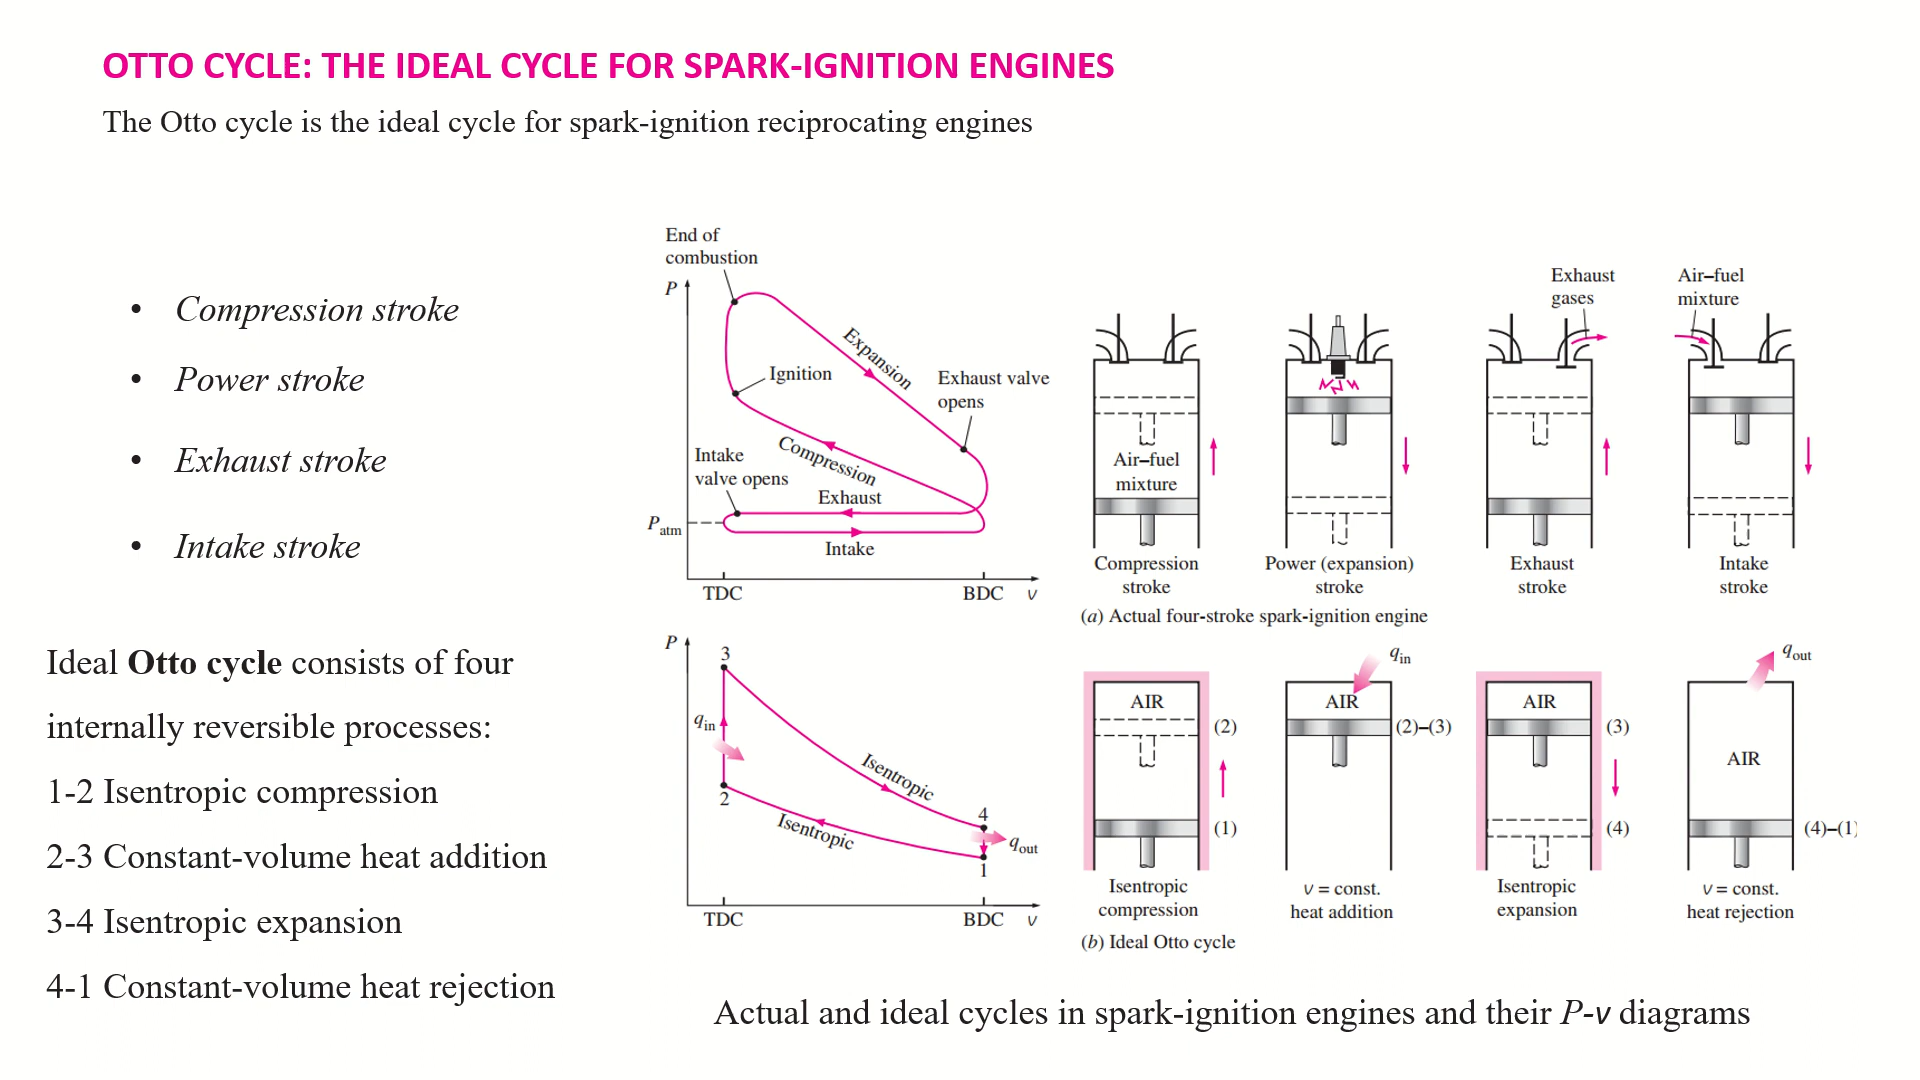 OTTO CYCLE: THE IDEAL CYCLE FOR SPARK-IGNITION ENGINES
The Otto cycle is the ideal cycle for spark-ignition reciprocating engines
• Compression stroke
• Power stroke
• Exhaust stroke
• Intake stroke
Ideal Otto cycle consists of four
internally reversible processes:
1-2 Isentropic compression
2-3 Constant-volume heat addition
3-4 Isentropic expansion
4-1 Constant-volume heat rejection
End of
combustion
P
Expansion
Ignition
Exhaust valve
opens
Compression
Intake
valve opens
Exhaust
Patm
Intake
TDC
BDC
v
Exhaust
gases
Air–fuel
mixture
Air–fuel
mixture
Compression
stroke
Power (expansion)
stroke
Exhaust
stroke
Intake
stroke
(a) Actual four-stroke spark-ignition engine
P
3
qin
Isentropic
2
Isentropic
4
qout
1
TDC
BDC
v
AIR
(2)
(1)
Isentropic
compression
qin
AIR
(2)–(3)
v = const.
heat addition
AIR
(3)
(4)
Isentropic
expansion
qout
AIR
(4)–(1)
v = const.
heat rejection
(b) Ideal Otto cycle
Actual and ideal cycles in spark-ignition engines and their P-v diagrams